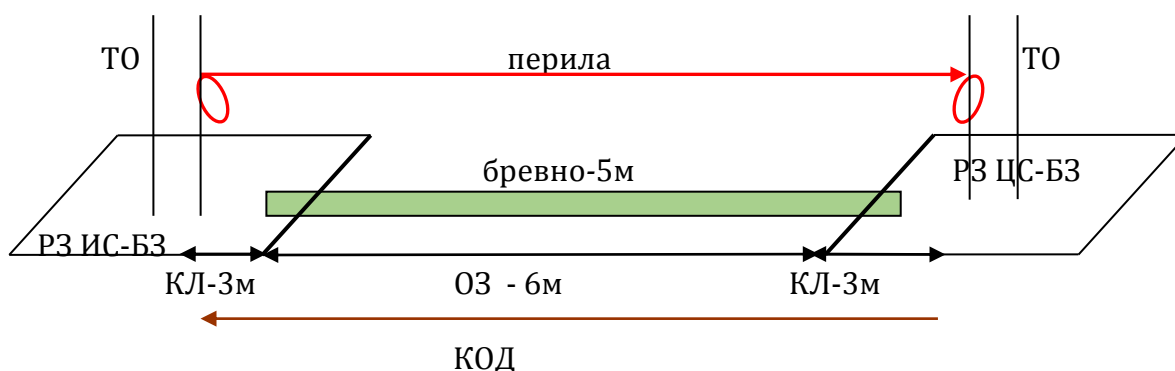 ТО
перила
ТО
бревно-5м
РЗ ЦС-БЗ
РЗ ИС-БЗ
КЛ-3м
ОЗ - 6м
КЛ-3м
КОД